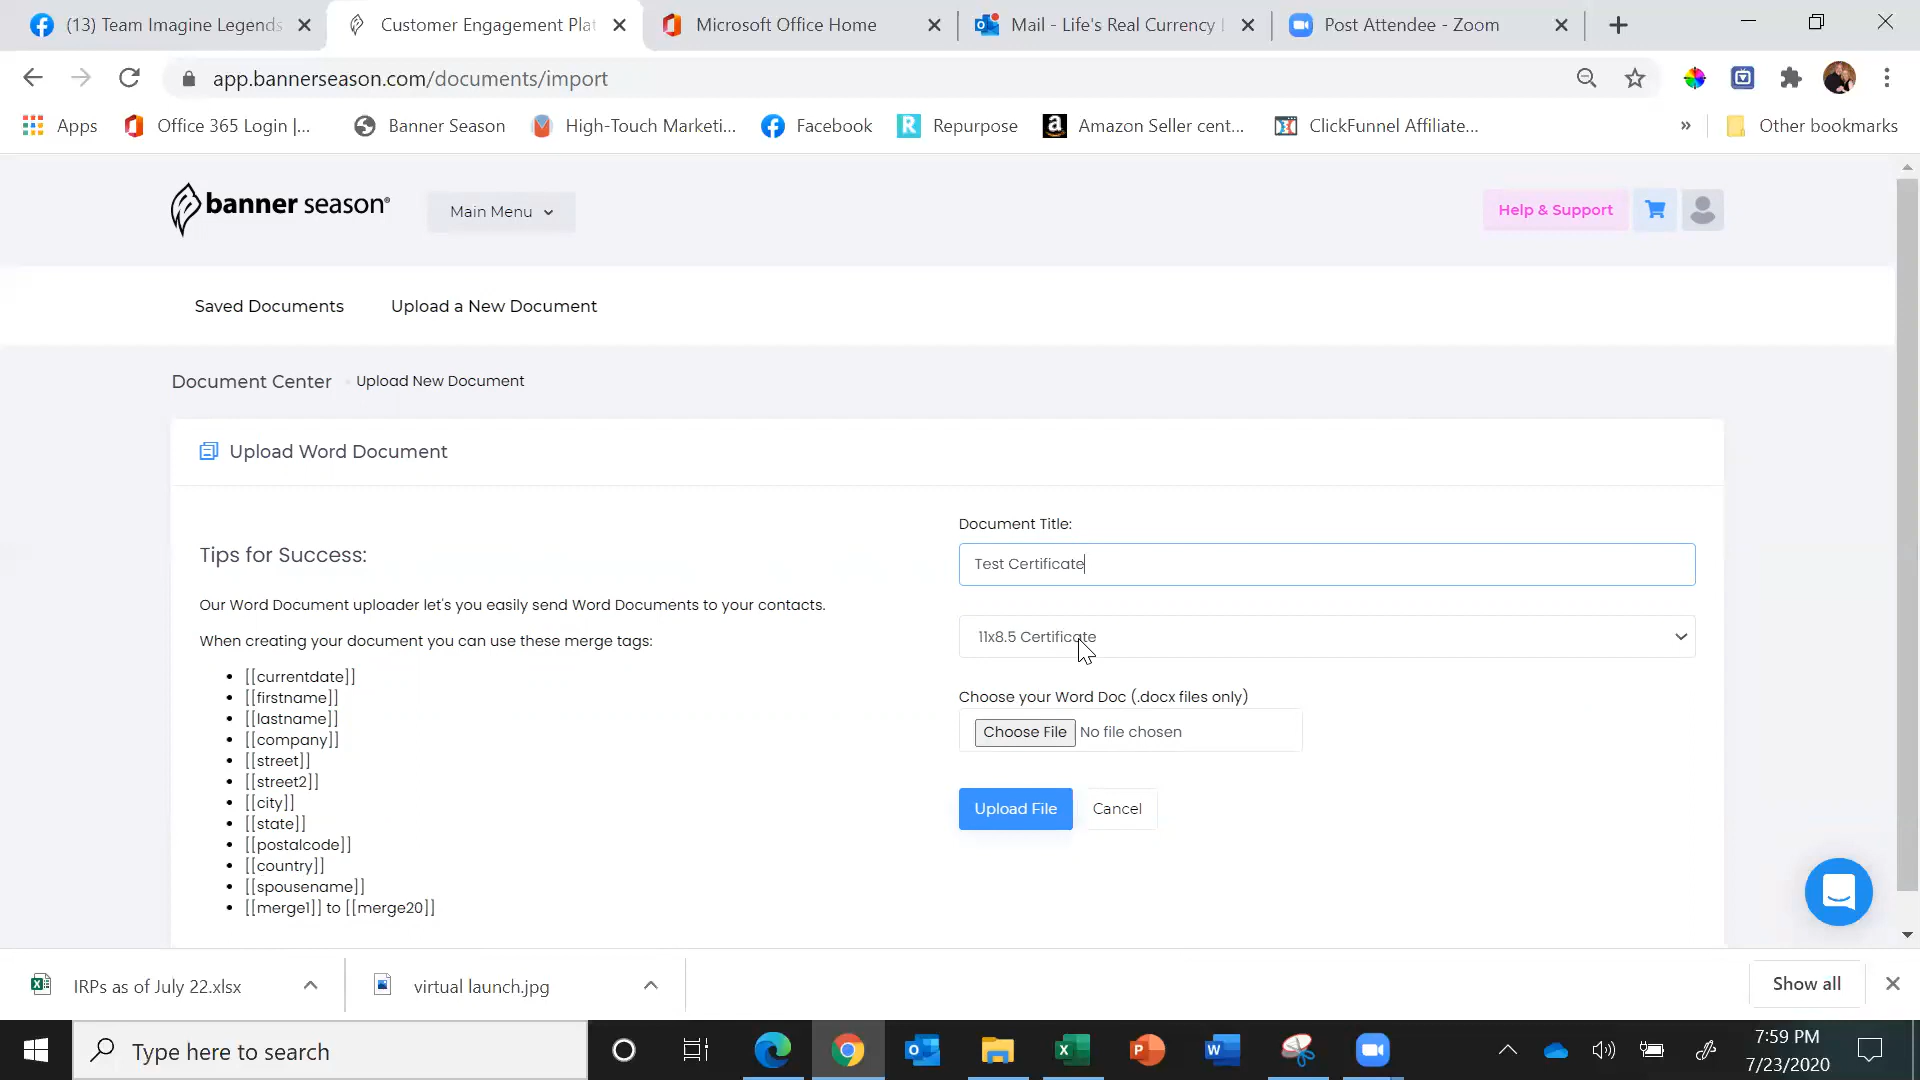 (13) Team Imagine Legends
Customer Engagement Plat
Microsoft Office Home
Mail - Life's Real Currency
Post Attendee - Zoom
app.bannerseason.com/documents/import
Apps
Office 365 Login |...
Banner Season
High-Touch Marketi...
Facebook
Repurpose
Amazon Seller cent...
ClickFunnel Affiliate...
»
Other bookmarks
banner season®
Main Menu
Help & Support
Saved Documents
Upload a New Document
Document Center
Upload New Document
Upload Word Document
Tips for Success:
Our Word Document uploader let's you easily send Word Documents to your contacts.
When creating your document you can use these merge tags:
• [[currentdate]]
• [[firstname]]
• [[lastname]]
• [[company]]
• [[street]]
• [[street2]]
• [[city]]
• [[state]]
• [[postalcode]]
• [[country]]
• [[spousename]]
• [[merge1]] to [[merge20]]
Document Title:
Test Certificate
11x8.5 Certificate
Choose your Word Doc (.docx files only)
Choose File No file chosen
Upload File
Cancel
IRPs as of July 22.xlsx
virtual launch.jpg
Show all
Type here to search
7:59 PM
7/23/2020